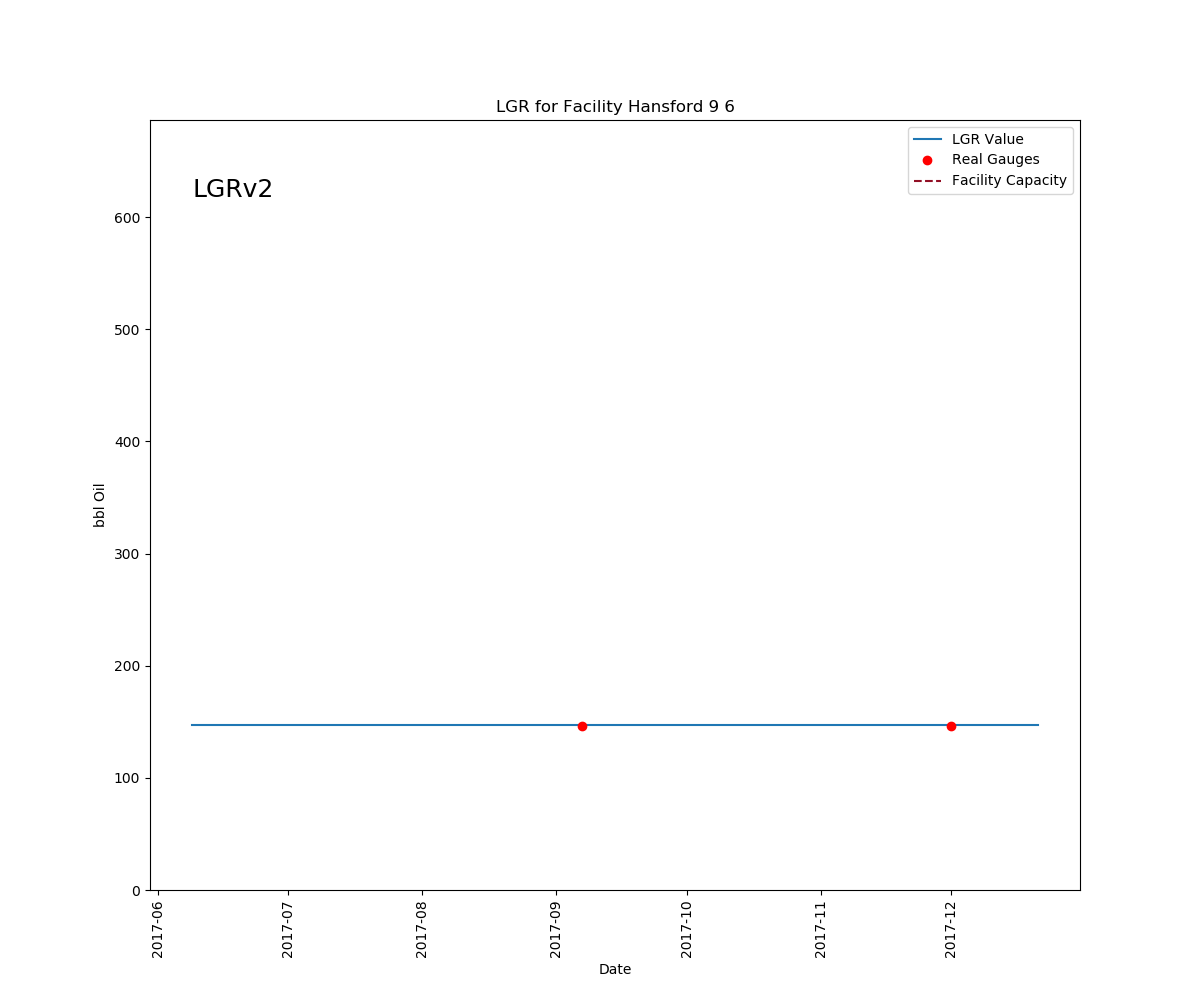 LGR for Facility Hansford 9 6
LGRv2
LGR Value
Real Gauges
Facility Capacity
bbl Oil
600
500
400
300
200
100
0
2017-06
2017-07
2017-08
2017-09
2017-10
2017-11
2017-12
Date